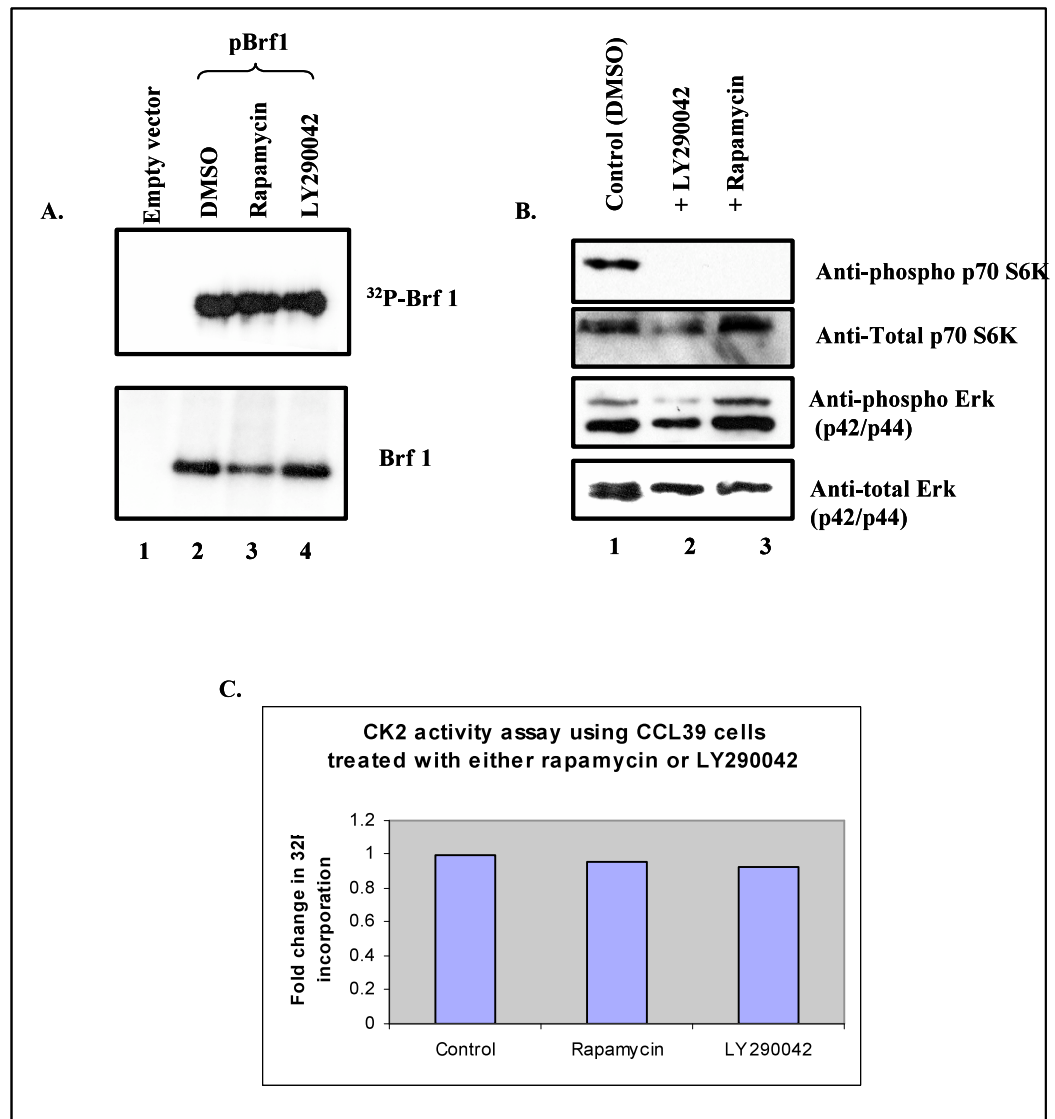 pBrf1
A.
Empty vector
DMSO
Rapamycin
LY290042
32P-Brf 1
Brf 1
1 2 3 4
B.
Control (DMSO)
+ LY290042
+ Rapamycin
Anti-phospho p70 S6K
Anti-Total p70 S6K
Anti-phospho Erk
(p42/p44)
Anti-total Erk
(p42/p44)
1 2 3
C.
CK2 activity assay using CCL39 cells
treated with either rapamycin or LY290042
Fold change in 32
incorporation
1.2
1
0.8
0.6
0.4
0.2
0
Control Rapamycin LY290042